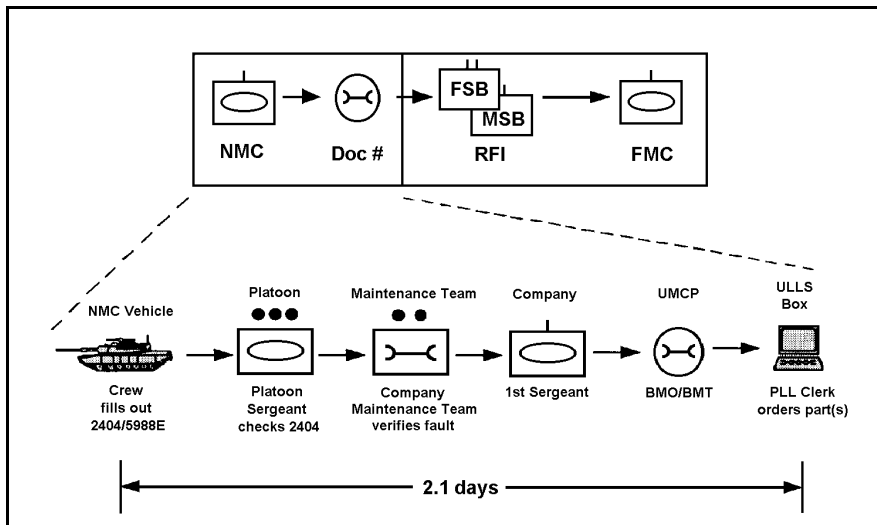 FSB
MSB
NMC
Doc #
RFI
FMC
NMC Vehicle
Platoon
Maintenance Team
Company
UMCP
ULLS
Box
Crew
fills out
2404/5988E
Platoon
Sergeant
checks 2404
Company
Maintenance Team
verifies fault
1st Sergeant
BMO/BMT
PLL Clerk
orders part(s)
2.1 days